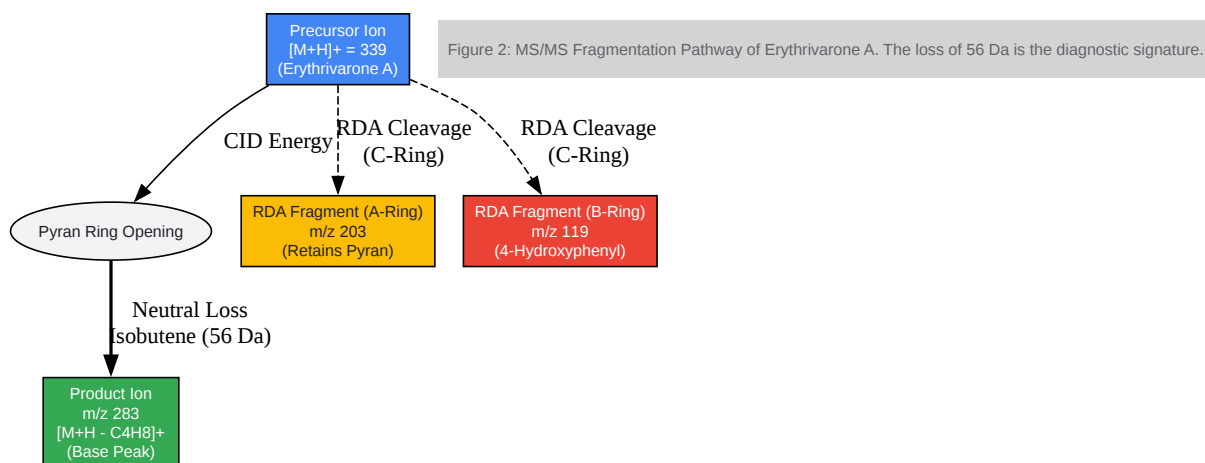 Precursor Ion
[M+H]+ = 339
(Erythrivarone A)
Figure 2: MS/MS Fragmentation Pathway of Erythrivarone A. The loss of 56 Da is the diagnostic signature.
CID Energy
RDA Cleavage
(C-Ring)
RDA Cleavage
(C-Ring)
Pyran Ring Opening
RDA Fragment (A-Ring)
m/z 203
(Retains Pyran)
RDA Fragment (B-Ring)
m/z 119
(4-Hydroxyphenyl)
Neutral Loss
Isobutene (56 Da)
Product Ion
m/z 283
[M+H - C4H8]+
(Base Peak)